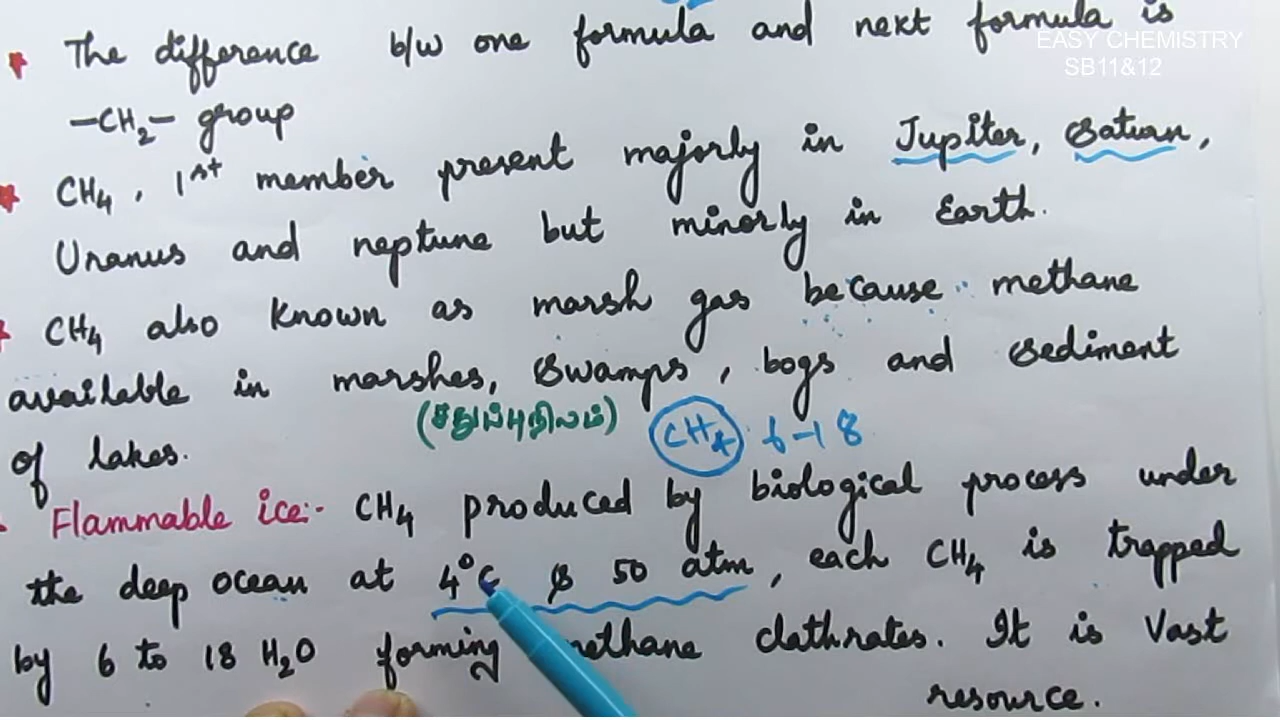 The difference b/w one formula and next formula is
EASY CHEMISTRY
SB11&12
-CH2- group
CH4, 1st member present majorly in Jupiter, Saturn,
Uranus and neptune but minorly in Earth.
CH4 also known as marsh gas because methane
available in marshes, Swamps, bogs and Sediment
(சதுப்புநிலம்) CH4 6-18
of lakes.
Flammable ice:- CH4 produced by biological process under
the deep ocean at 4°C & 50 atm, each CH4 is trapped
by 6 to 18 H2O forming methane clathrates. It is Vast
resource.